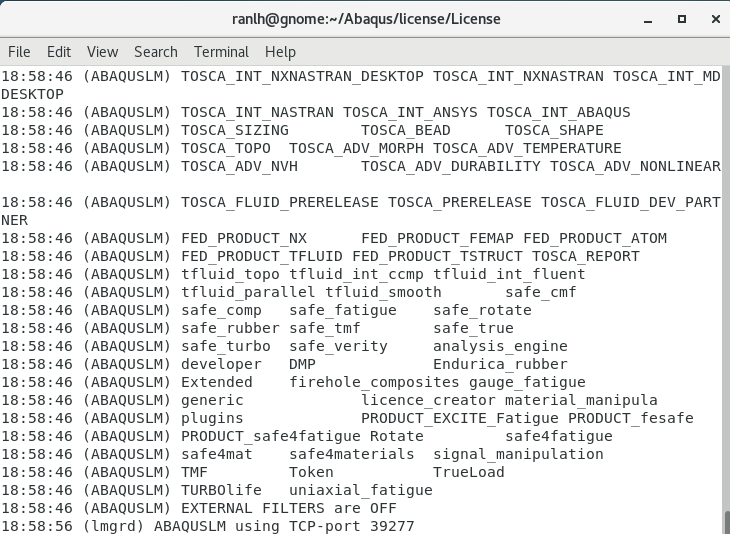 ranlh@gnome:~/Abaqus/license/License
File Edit View Search Terminal Help
18:58:46 (ABAQUSLM) TOSCA_INT_NXNASTRAN_DESKTOP TOSCA_INT_NXNASTRAN TOSCA_INT_MD
DESKTOP
18:58:46 (ABAQUSLM) TOSCA_INT_NASTRAN TOSCA_INT_ANSYS TOSCA_INT_ABAQUS
18:58:46 (ABAQUSLM) TOSCA_SIZING TOSCA_BEAD TOSCA_SHAPE
18:58:46 (ABAQUSLM) TOSCA_TOPO TOSCA_ADV_MORPH TOSCA_ADV_TEMPERATURE
18:58:46 (ABAQUSLM) TOSCA_ADV_NVH TOSCA_ADV_DURABILITY TOSCA_ADV_NONLINEAR
18:58:46 (ABAQUSLM) TOSCA_FLUID_PRERELEASE TOSCA_PRERELEASE TOSCA_FLUID_DEV_PART
NER
18:58:46 (ABAQUSLM) FED_PRODUCT_NX FED_PRODUCT_FEMAP FED_PRODUCT_ATOM
18:58:46 (ABAQUSLM) FED_PRODUCT_TFLUID FED_PRODUCT_TSTRUCT TOSCA_REPORT
18:58:46 (ABAQUSLM) tfluid_topo tfluid_int_ccmp tfluid_int_fluent
18:58:46 (ABAQUSLM) tfluid_parallel tfluid_smooth safe_cmf
18:58:46 (ABAQUSLM) safe_comp safe_fatigue safe_rotate
18:58:46 (ABAQUSLM) safe_rubber safe_tmf safe_true
18:58:46 (ABAQUSLM) safe_turbo safe_verity analysis_engine
18:58:46 (ABAQUSLM) developer DMP Endurica_rubber
18:58:46 (ABAQUSLM) Extended firehole_composites gauge_fatigue
18:58:46 (ABAQUSLM) generic licence_creator material_manipula
18:58:46 (ABAQUSLM) plugins PRODUCT_EXCITE_Fatigue PRODUCT_fesafe
18:58:46 (ABAQUSLM) PRODUCT_safe4fatigue Rotate safe4fatigue
18:58:46 (ABAQUSLM) safe4mat safe4materials signal_manipulation
18:58:46 (ABAQUSLM) TMF Token TrueLoad
18:58:46 (ABAQUSLM) TURBOlife uniaxial_fatigue
18:58:46 (ABAQUSLM) EXTERNAL FILTERS are OFF
18:58:56 (lmgrd) ABAQUSLM using TCP-port 39277